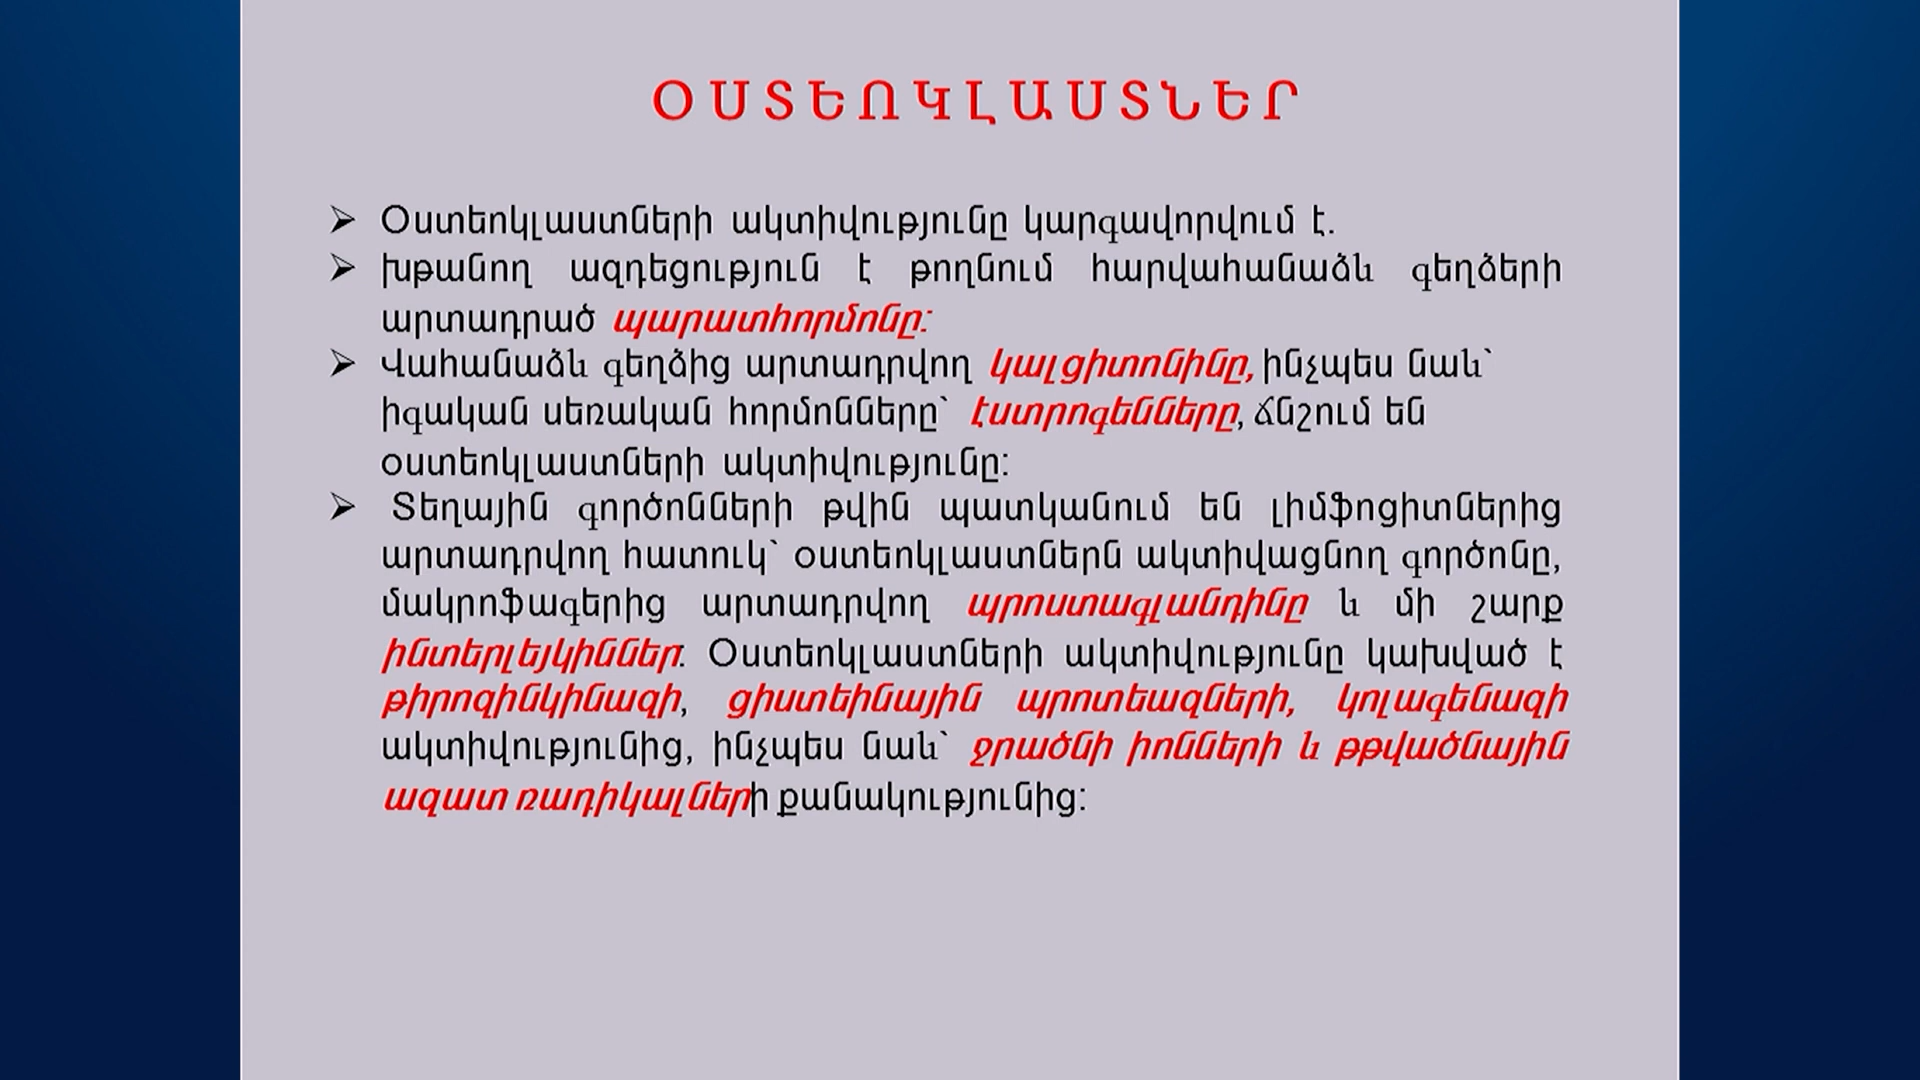 ՕՍՏԵՈԿԼԱՍՏՆԵՐ
➢ Օստեոկլաստների ակտիվությունը կարգավորվում է.
➢ խթանող ազդեցություն է թողնում հարվահանաձև գեղձերի
արտադրած պարատհորմոնը:
➢ Վահանաձև գեղձից արտադրվող կալցիտոնինը, ինչպես նաև՝
իգական սեռական հորմոնները՝ էստրոգենները, ճնշում են
օստեոկլաստների ակտիվությունը:
➢ Տեղային գործոնների թվին պատկանում են լիմֆոցիտներից
արտադրվող հատուկ՝ օստեոկլաստներն ակտիվացնող գործոնը,
մակրոֆագերից արտադրվող պրոստագլանդինը և մի շարք
ինտերլեյկիններ: Օստեոկլաստների ակտիվությունը կախված է
թիրոզինկինազի, ցիստեինային պրոտեազների, կոլագենազի
ակտիվությունից, ինչպես նաև՝ ջրածնի իոնների և թթվածնային
ազատ ռադիկալների քանակությունից: